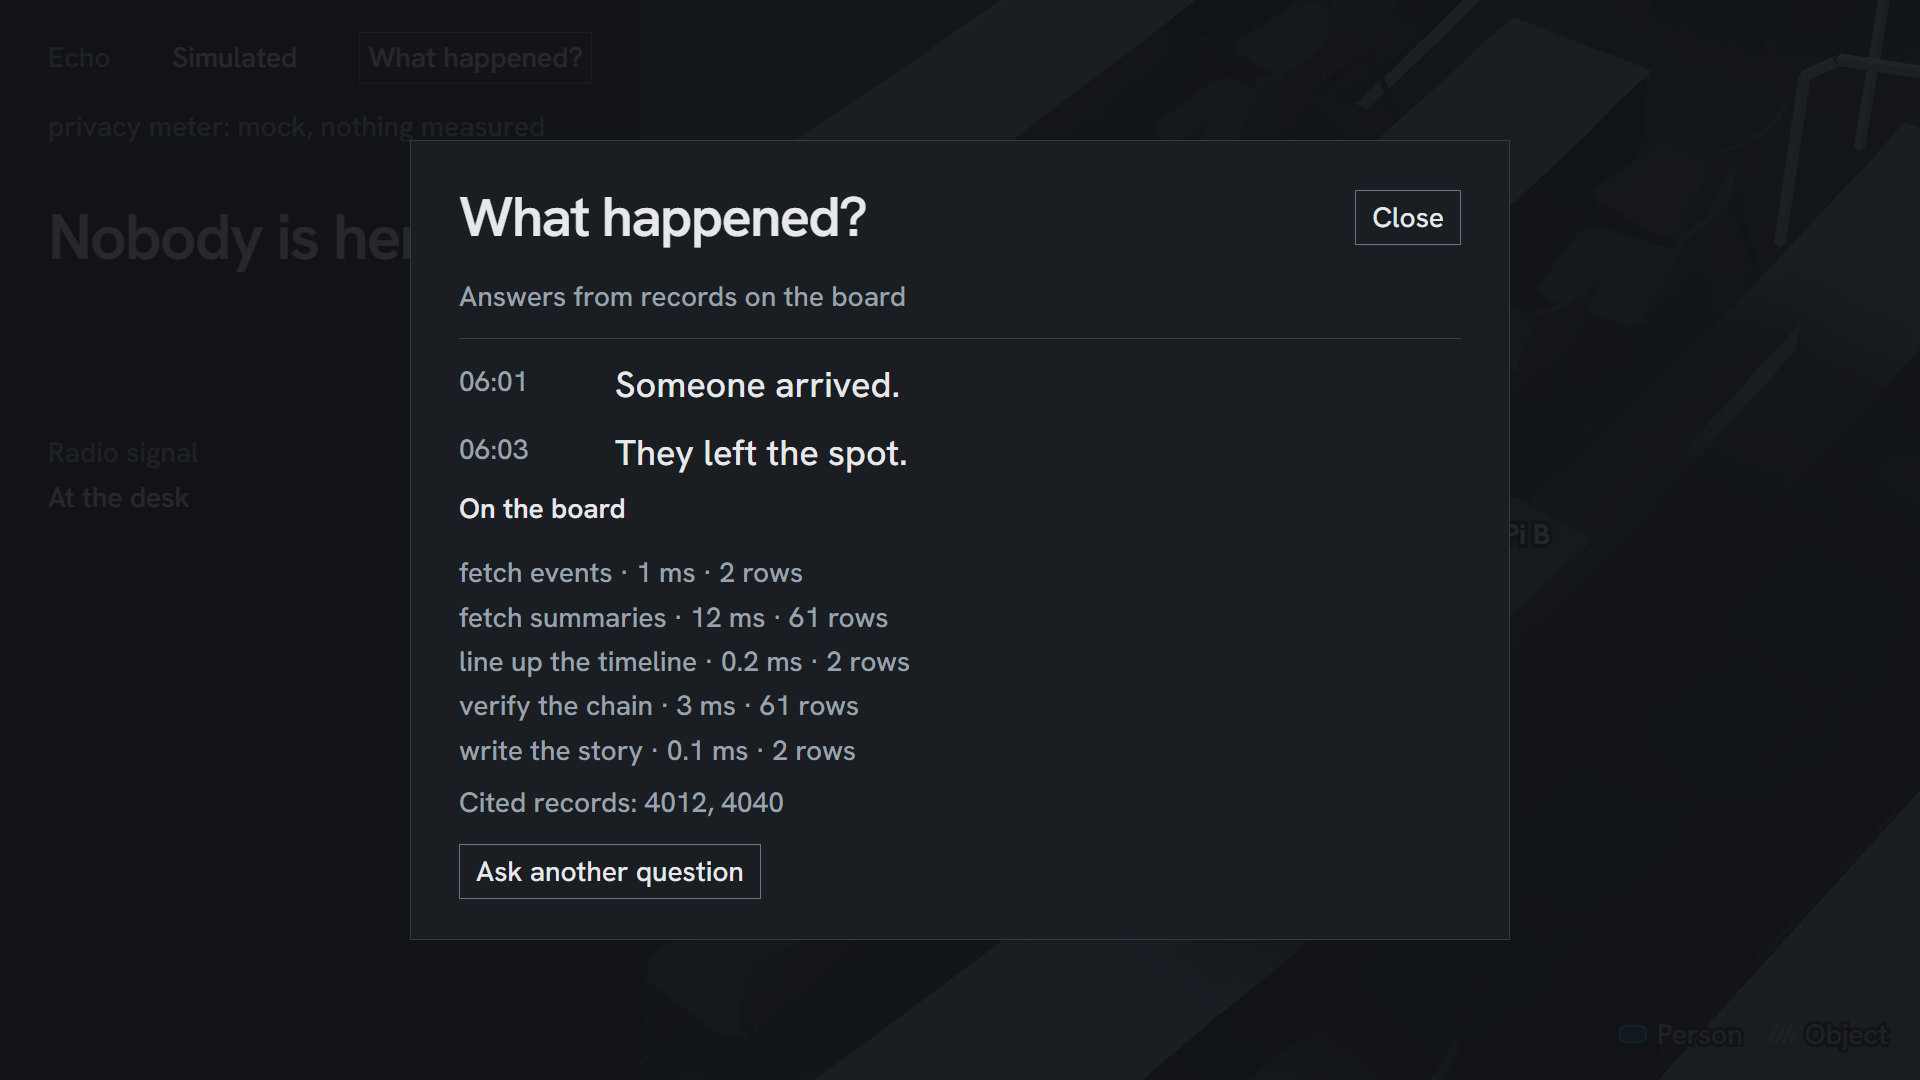 Echo Simulated What happened?
privacy meter: mock, nothing measured
Nobody is
What happened?
Close
Answers from records on the board
06:01 Someone arrived.
06:03 They left the spot.
On the board
fetch events · 1 ms · 2 rows
fetch summaries · 12 ms · 61 rows
line up the timeline · 0.2 ms · 2 rows
verify the chain · 3 ms · 61 rows
write the story · 0.1 ms · 2 rows
Cited records: 4012, 4040
Ask another question
Radio signal
At the desk
Pi B
Person Object